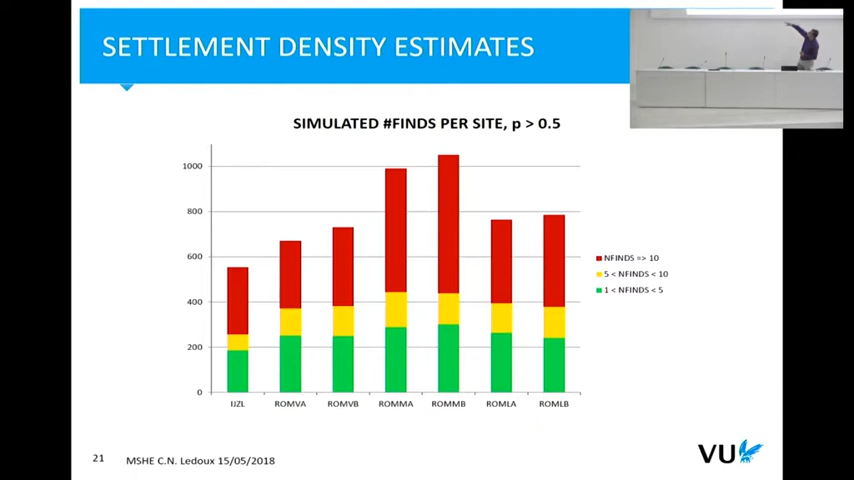 SETTLEMENT DENSITY ESTIMATES
SIMULATED #FINDS PER SITE, p > 0.5
1000
800
600
400
200
0
IJZL ROMVA ROMVB ROMMA ROMMB ROMLA ROMLB
NFINDS => 10
5 < NFINDS < 10
1 < NFINDS < 5
21 MSHE C.N. Ledoux 15/05/2018
VU